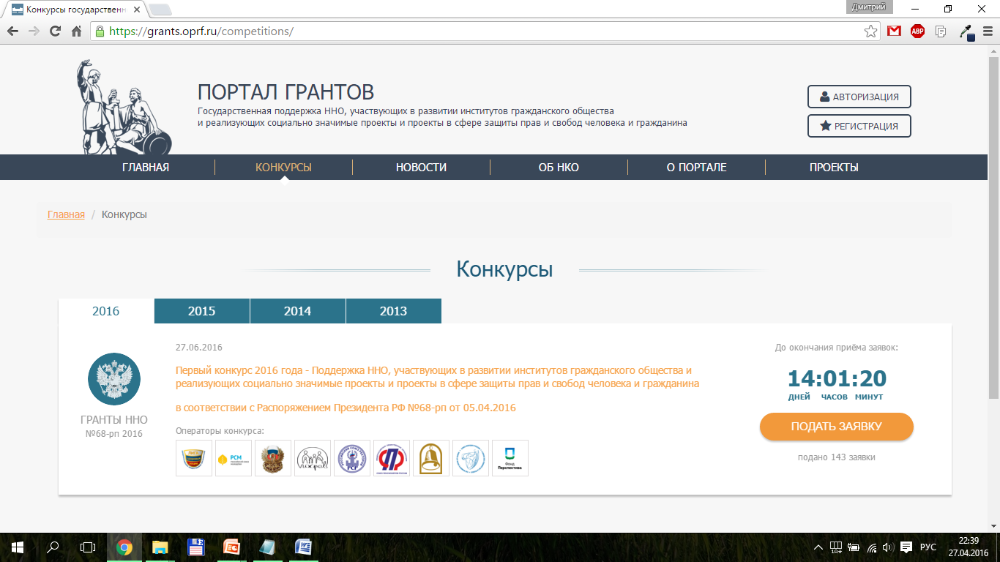 Конкурсы государственн
Дмитрий
https://grants.oprf.ru/competitions/
ABP
ПОРТАЛ ГРАНТОВ
Государственная поддержка ННО, участвующих в развитии институтов гражданского общества
и реализующих социально значимые проекты и проекты в сфере защиты прав и свобод человека и гражданина
АВТОРИЗАЦИЯ
РЕГИСТРАЦИЯ
ГЛАВНАЯ
КОНКУРСЫ
НОВОСТИ
ОБ НКО
О ПОРТАЛЕ
ПРОЕКТЫ
Главная / Конкурсы
Конкурсы
2016
2015
2014
2013
ГРАНТЫ ННО
№68-рп 2016
27.06.2016
Первый конкурс 2016 года - Поддержка ННО, участвующих в развитии институтов гражданского общества и
реализующих социально значимые проекты и проекты в сфере защиты прав и свобод человека и гражданина
в соответствии с Распоряжением Президента РФ №68-рп от 05.04.2016
Операторы конкурса:
РСМ
РСР
Фонд
Перспектива
До окончания приёма заявок:
14:01:20
ДНЕЙ ЧАСОВ МИНУТ
ПОДАТЬ ЗАЯВКУ
подано 143 заявки
РУС
22:39
27.04.2016